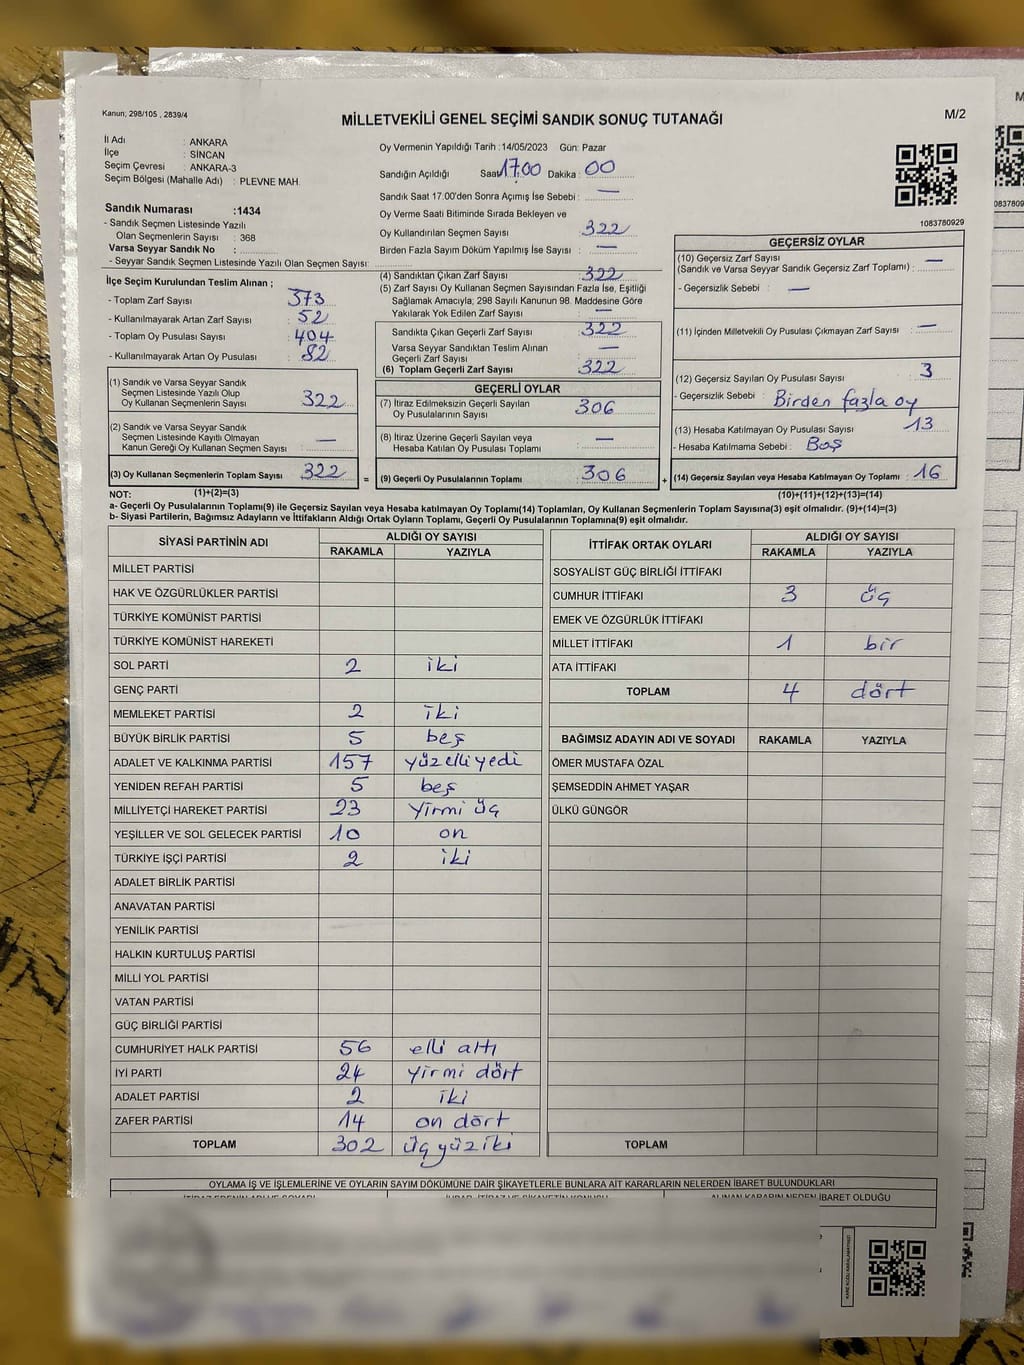 Kanun; 298/105 , 2839/4
MİLLETVEKİLİ GENEL SEÇİMİ SANDIK SONUÇ TUTANAĞI
M/2
İl Adı : ANKARA
İlçe : SİNCAN
Seçim Çevresi : ANKARA-3
Seçim Bölgesi (Mahalle Adı) : PLEVNE MAH.
Sandık Numarası :1434
- Sandık Seçmen Listesinde Yazılı
Olan Seçmenlerin Sayısı : 368
Varsa Seyyar Sandık No :
- Seyyar Sandık Seçmen Listesinde Yazılı Olan Seçmen Sayısı:
Oy Vermenin Yapıldığı Tarih :14/05/2023 Gün: Pazar
Sandığın Açıldığı Saat 17.00 Dakika : 00
Sandık Saat 17.00'den Sonra Açımış İse Sebebi : —
Oy Verme Saati Bitiminde Sırada Bekleyen ve
Oy Kullandırılan Seçmen Sayısı : 322
Birden Fazla Sayım Döküm Yapılmış İse Sayısı : —
1083780929
İlçe Seçim Kurulundan Teslim Alınan ;
- Toplam Zarf Sayısı : 373
- Kullanılmayarak Artan Zarf Sayısı : 52
- Toplam Oy Pusulası Sayısı : 404
- Kullanılmayarak Artan Oy Pusulası : 82
(4) Sandıktan Çıkan Zarf Sayısı : 322
(5) Zarf Sayısı Oy Kullanan Seçmen Sayısından Fazla İse, Eşitliği
Sağlamak Amacıyla; 298 Sayılı Kanunun 98. Maddesine Göre
Yakılarak Yok Edilen Zarf Sayısı : —
Sandıkta Çıkan Geçerli Zarf Sayısı : 322
Varsa Seyyar Sandıktan Teslim Alınan
Geçerli Zarf Sayısı : —
(6) Toplam Geçerli Zarf Sayısı : 322
GEÇERSİZ OYLAR
(10) Geçersiz Zarf Sayısı
(Sandık ve Varsa Seyyar Sandık Geçersiz Zarf Toplamı) : —
- Geçersizlik Sebebi : —
(11) İçinden Milletvekili Oy Pusulası Çıkmayan Zarf Sayısı : —
(12) Geçersiz Sayılan Oy Pusulası Sayısı : 3
- Geçersizlik Sebebi : Birden fazla oy
(13) Hesaba Katılmayan Oy Pusulası Sayısı : 13
- Hesaba Katılmama Sebebi : Boş
(1) Sandık ve Varsa Seyyar Sandık
Seçmen Listesinde Yazılı Olup
Oy Kullanan Seçmenlerin Sayısı : 322
(2) Sandık ve Varsa Seyyar Sandık
Seçmen Listesinde Kayıtlı Olmayan
Kanun Gereği Oy Kullanan Seçmen Sayısı : —
GEÇERLİ OYLAR
(7) İtiraz Edilmeksizin Geçerli Sayılan
Oy Pusulalarının Sayısı : 306
(8) İtiraz Üzerine Geçerli Sayılan veya
Hesaba Katılan Oy Pusulası Toplamı : —
(3) Oy Kullanan Seçmenlerin Toplam Sayısı : 322 = (9) Geçerli Oy Pusulalarının Toplamı : 306 + (14) Geçersiz Sayılan veya Hesaba Katılmayan Oy Toplamı : 16
NOT: (1)+(2)=(3) (10)+(11)+(12)+(13)=(14)
a- Geçerli Oy Pusulalarının Toplamı(9) ile Geçersiz Sayılan veya Hesaba katılmayan Oy Toplamı(14) Toplamları, Oy Kullanan Seçmenlerin Toplam Sayısına(3) eşit olmalıdır. (9)+(14)=(3)
b- Siyasi Partilerin, Bağımsız Adayların ve İttifakların Aldığı Ortak Oyların Toplamı, Geçerli Oy Pusulalarının Toplamına(9) eşit olmalıdır.
SİYASİ PARTİNİN ADI ALDIĞI OY SAYISI
RAKAMLA YAZIYLA
MİLLET PARTİSİ
HAK VE ÖZGÜRLÜKLER PARTİSİ
TÜRKİYE KOMÜNİST PARTİSİ
TÜRKİYE KOMÜNİST HAREKETİ
SOL PARTİ 2 iki
GENÇ PARTİ
MEMLEKET PARTİSİ 2 iki
BÜYÜK BİRLİK PARTİSİ 5 beş
ADALET VE KALKINMA PARTİSİ 157 yüzelliyedi
YENİDEN REFAH PARTİSİ 5 beş
MİLLİYETÇİ HAREKET PARTİSİ 23 yirmi üç
YEŞİLLER VE SOL GELECEK PARTİSİ 10 on
TÜRKİYE İŞÇİ PARTİSİ 2 iki
ADALET BİRLİK PARTİSİ
ANAVATAN PARTİSİ
YENİLİK PARTİSİ
HALKIN KURTULUŞ PARTİSİ
MİLLİ YOL PARTİSİ
VATAN PARTİSİ
GÜÇ BİRLİĞİ PARTİSİ
CUMHURİYET HALK PARTİSİ 56 elli altı
İYİ PARTİ 24 yirmi dört
ADALET PARTİSİ 2 iki
ZAFER PARTİSİ 14 on dört
TOPLAM 302 üçyüziki
İTTİFAK ORTAK OYLARI ALDIĞI OY SAYISI
RAKAMLA YAZIYLA
SOSYALİST GÜÇ BİRLİĞİ İTTİFAKI
CUMHUR İTTİFAKI 3 üç
EMEK VE ÖZGÜRLÜK İTTİFAKI
MİLLET İTTİFAKI 1 bir
ATA İTTİFAKI
TOPLAM 4 dört
BAĞIMSIZ ADAYIN ADI VE SOYADI RAKAMLA YAZIYLA
ÖMER MUSTAFA ÖZAL
ŞEMSEDDİN AHMET YAŞAR
ÜLKÜ GÜNGÖR
TOPLAM
OYLAMA İŞ VE İŞLEMLERİNE VE OYLARIN SAYIM DÖKÜMÜNE DAİR ŞİKAYETLERLE BUNLARA AİT KARARLARIN NELERDEN İBARET BULUNDUKLARI
ALINAN KARARIN NEDEN İBARET OLDUĞU